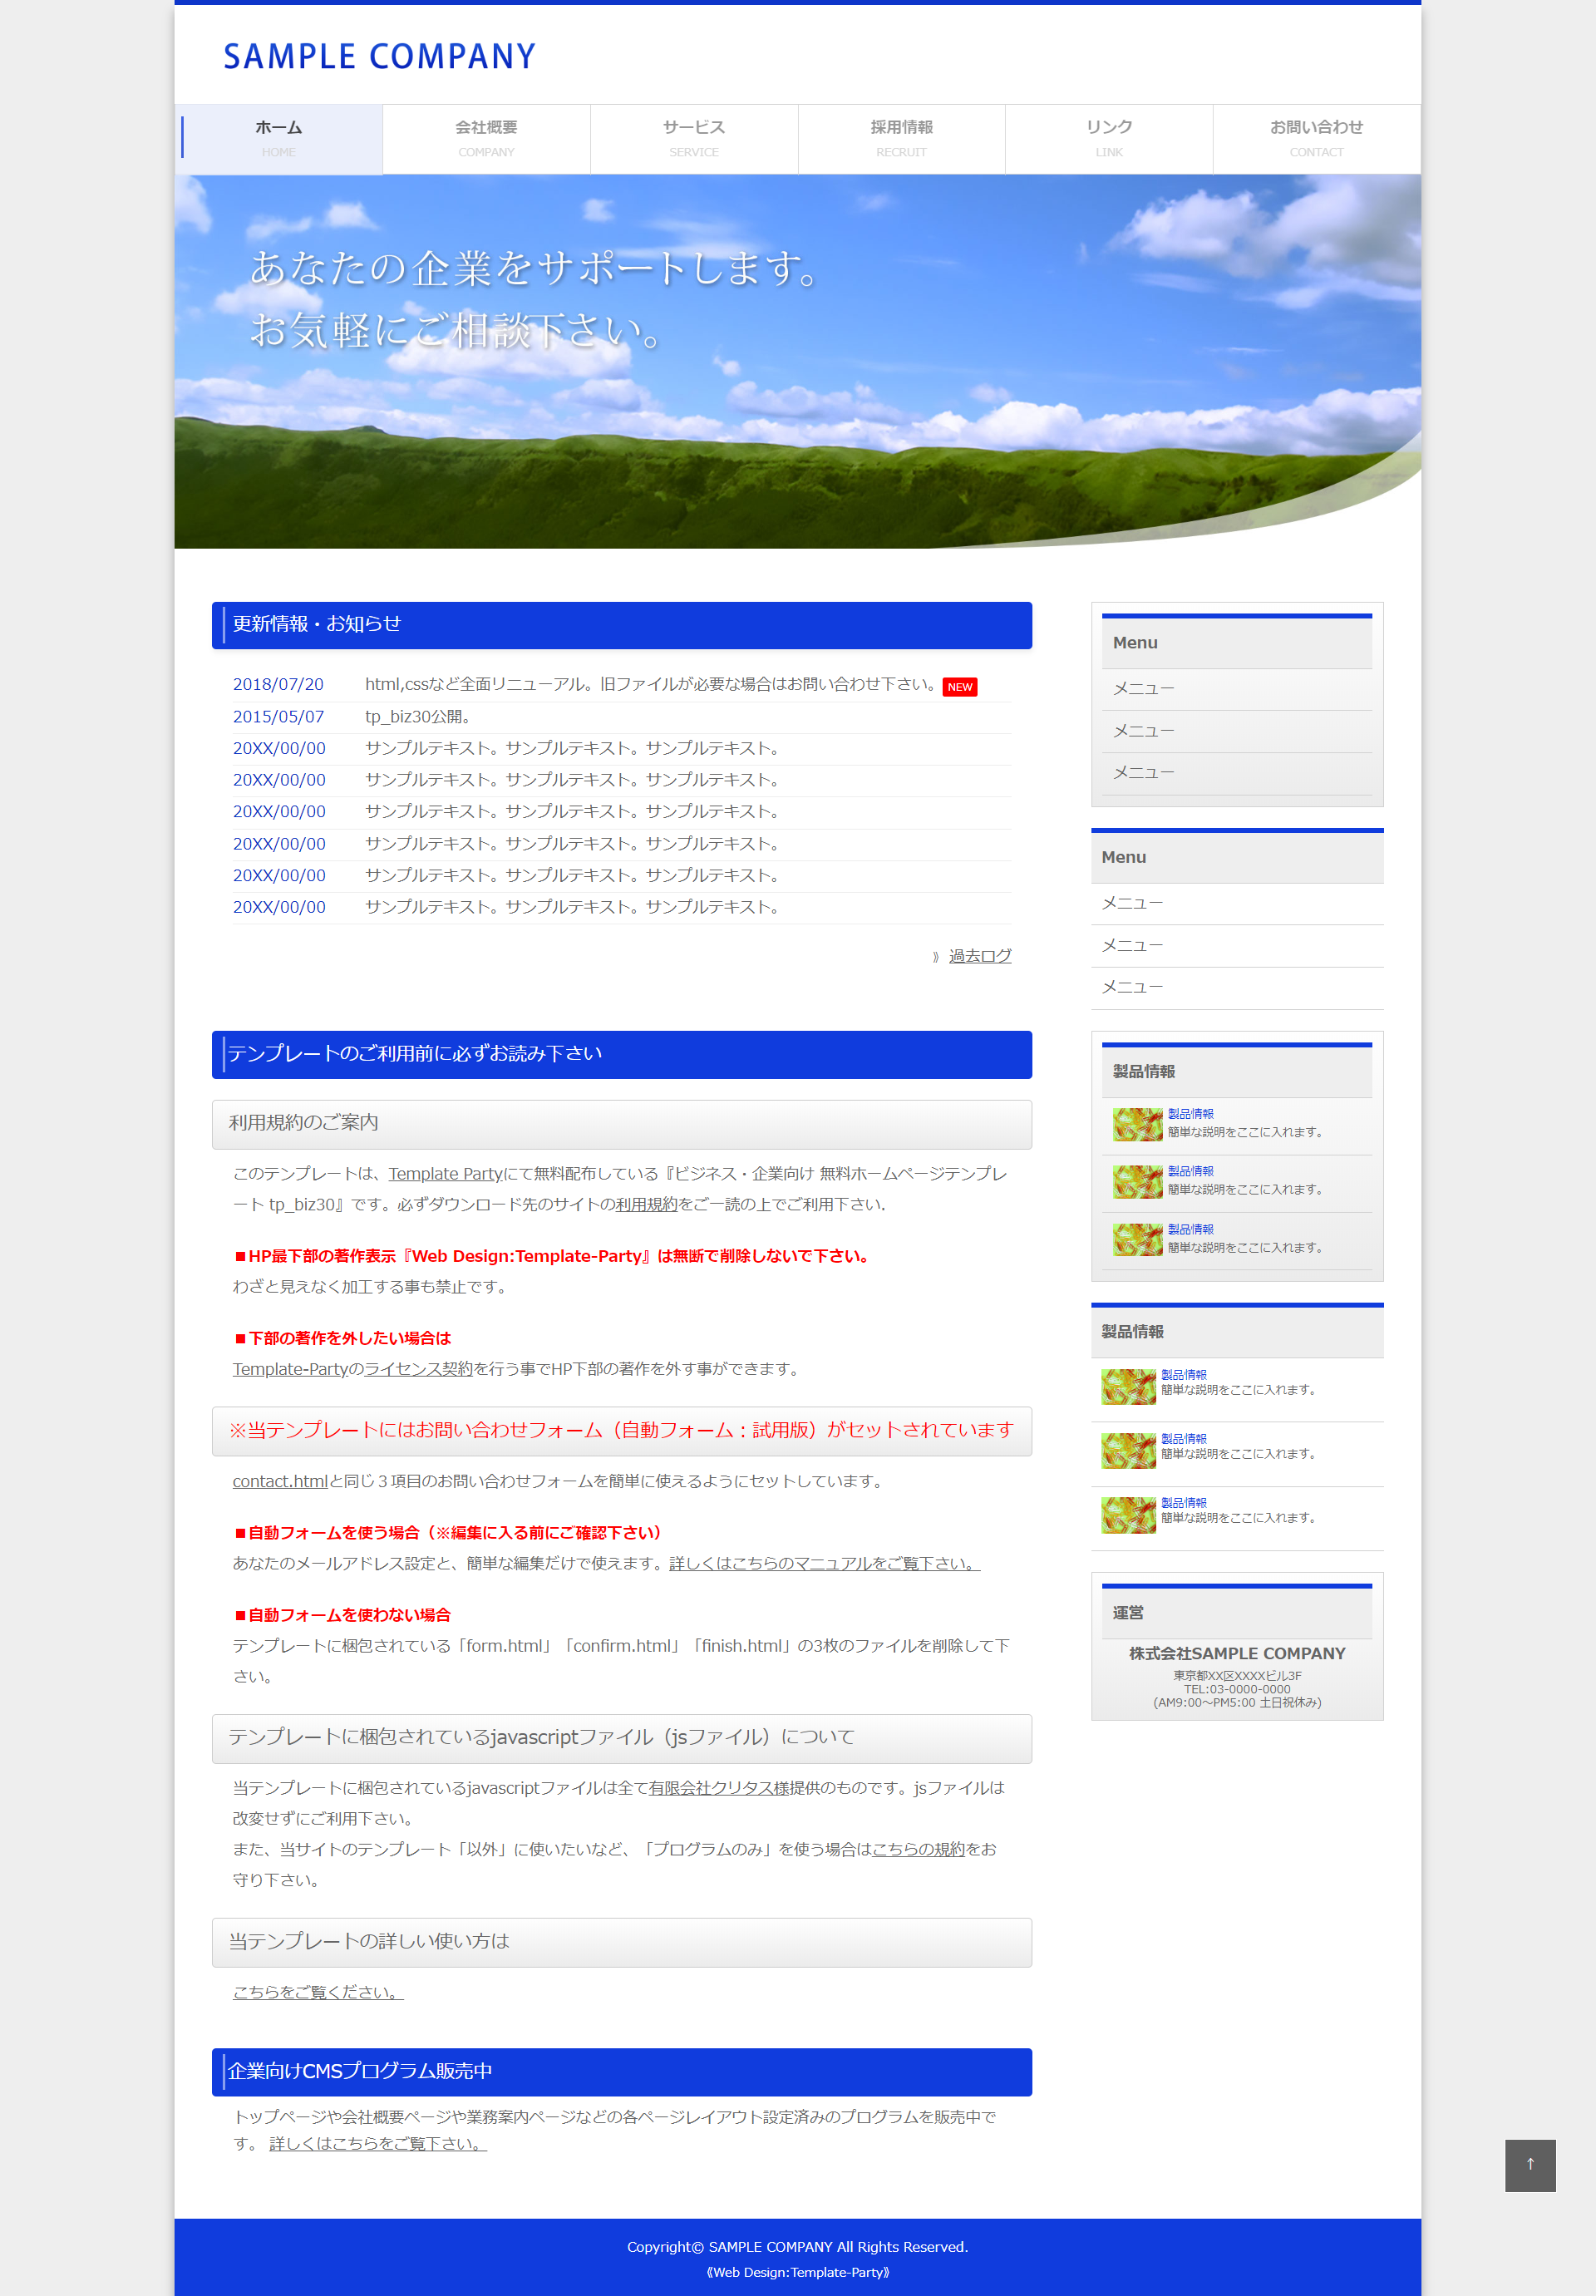 SAMPLE COMPANY
ホーム
HOME
会社概要
COMPANY
サービス
SERVICE
採用情報
RECRUIT
リンク
LINK
お問い合わせ
CONTACT
あなたの企業をサポートします。
お気軽にご相談下さい。
更新情報・お知らせ
2018/07/20 html,cssなど全面リニューアル。旧ファイルが必要な場合はお問い合わせ下さい。 NEW
2015/05/07 tp_biz30公開。
20XX/00/00 サンプルテキスト。サンプルテキスト。サンプルテキスト。
20XX/00/00 サンプルテキスト。サンプルテキスト。サンプルテキスト。
20XX/00/00 サンプルテキスト。サンプルテキスト。サンプルテキスト。
20XX/00/00 サンプルテキスト。サンプルテキスト。サンプルテキスト。
20XX/00/00 サンプルテキスト。サンプルテキスト。サンプルテキスト。
20XX/00/00 サンプルテキスト。サンプルテキスト。サンプルテキスト。
》 過去ログ
テンプレートのご利用前に必ずお読み下さい
利用規約のご案内
このテンプレートは、Template Partyにて無料配布している『ビジネス・企業向け 無料ホームページテンプレ
ート tp_biz30』です。必ずダウンロード先のサイトの利用規約をご一読の上でご利用下さい.
■HP最下部の著作表示『Web Design:Template-Party』は無断で削除しないで下さい。
わざと見えなく加工する事も禁止です。
■下部の著作を外したい場合は
Template-Partyのライセンス契約を行う事でHP下部の著作を外す事ができます。
※当テンプレートにはお問い合わせフォーム（自動フォーム：試用版）がセットされています
contact.htmlと同じ３項目のお問い合わせフォームを簡単に使えるようにセットしています。
■自動フォームを使う場合（※編集に入る前にご確認下さい）
あなたのメールアドレス設定と、簡単な編集だけで使えます。詳しくはこちらのマニュアルをご覧下さい。
■自動フォームを使わない場合
テンプレートに梱包されている「form.html」「confirm.html」「finish.html」の3枚のファイルを削除して下
さい。
テンプレートに梱包されているjavascriptファイル（jsファイル）について
当テンプレートに梱包されているjavascriptファイルは全て有限会社クリタス様提供のものです。jsファイルは
改変せずにご利用下さい。
また、当サイトのテンプレート「以外」に使いたいなど、「プログラムのみ」を使う場合はこちらの規約をお
守り下さい。
当テンプレートの詳しい使い方は
こちらをご覧ください。
企業向けCMSプログラム販売中
トップページや会社概要ページや業務案内ページなどの各ページレイアウト設定済みのプログラムを販売中で
す。 詳しくはこちらをご覧下さい。
Menu
メニュー
メニュー
メニュー
Menu
メニュー
メニュー
メニュー
製品情報
製品情報
簡単な説明をここに入れます。
製品情報
簡単な説明をここに入れます。
製品情報
簡単な説明をここに入れます。
製品情報
製品情報
簡単な説明をここに入れます。
製品情報
簡単な説明をここに入れます。
製品情報
簡単な説明をここに入れます。
運営
株式会社SAMPLE COMPANY
東京都XX区XXXXビル3F
TEL:03-0000-0000
(AM9:00〜PM5:00 土日祝休み)
↑
Copyright© SAMPLE COMPANY All Rights Reserved.
《Web Design:Template-Party》